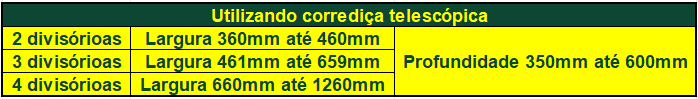 Utilizando corrediça telescópica
2 divisórioas Largura 360mm até 460mm
3 divisórioas Largura 461mm até 659mm Profundidade 350mm até 600mm
4 divisórioas Largura 660mm até 1260mm